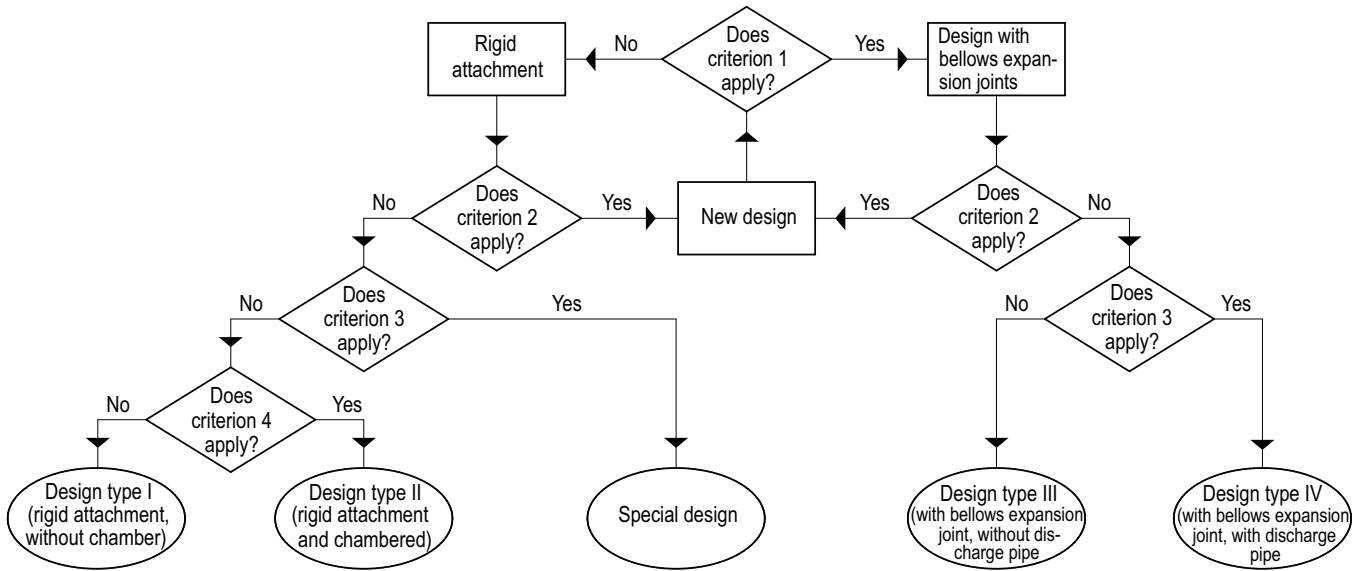 Rigid
attachment
No
Does
criterion 1
apply?
Yes
Design with
bellows expan-
sion joints
No
Does
criterion 2
apply?
Yes
New design
Yes
Does
criterion 2
apply?
No
No
Does
criterion 3
apply?
Yes
No
Does
criterion 3
apply?
Yes
No
Does
criterion 4
apply?
Yes
Design type I
(rigid attachment,
without chamber)
Design type II
(rigid attachment
and chambered)
Special design
Design type III
(with bellows expansion
joint, without dis-
charge pipe
Design type IV
(with bellows expansion
joint, with discharge
pipe